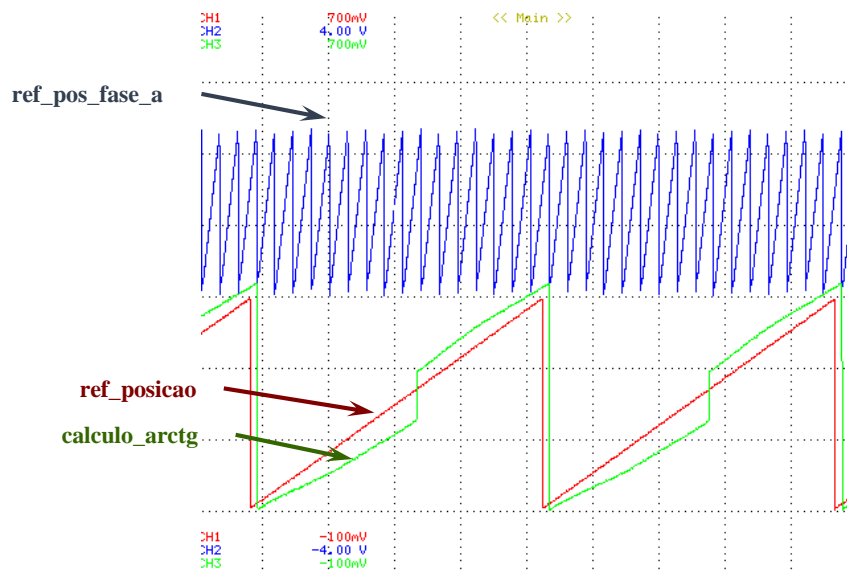 CH1 700mV << Main >>
CH2 4.00 V
CH3 700mV
ref_pos_fase_a
ref_posicao
calculo_arctg
CH1 -100mV
CH2 -4.00 V
CH3 -100mV